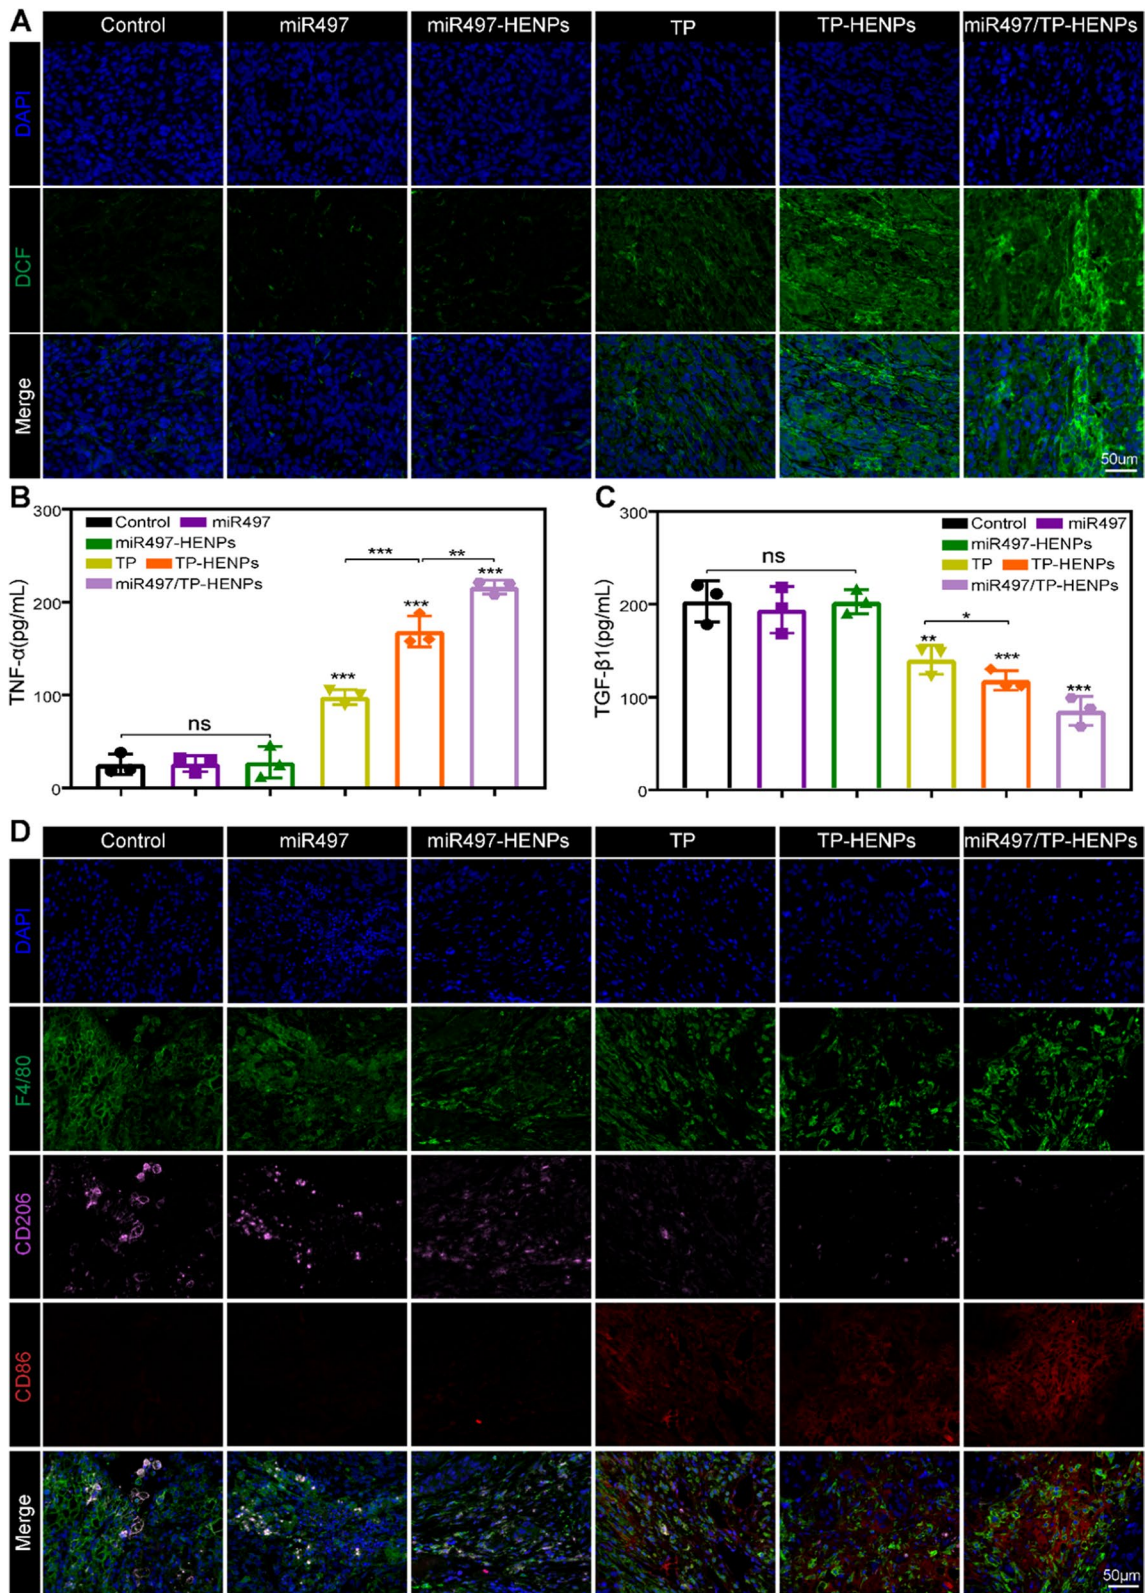 A
Control miR497 miR497-HENPs TP TP-HENPs miR497/TP-HENPs
DAPI
DCF
Merge
50um
B
TNF-α(pg/mL)
300
200
100
0
Control miR497
miR497-HENPs
TP TP-HENPs
miR497/TP-HENPs
ns
***
***
***
**
***
C
TGF-β1(pg/mL)
300
200
100
0
Control miR497
miR497-HENPs
TP TP-HENPs
miR497/TP-HENPs
ns
**
*
***
***
D
Control miR497 miR497-HENPs TP TP-HENPs miR497/TP-HENPs
DAPI
F4/80
CD206
CD86
Merge
50μm